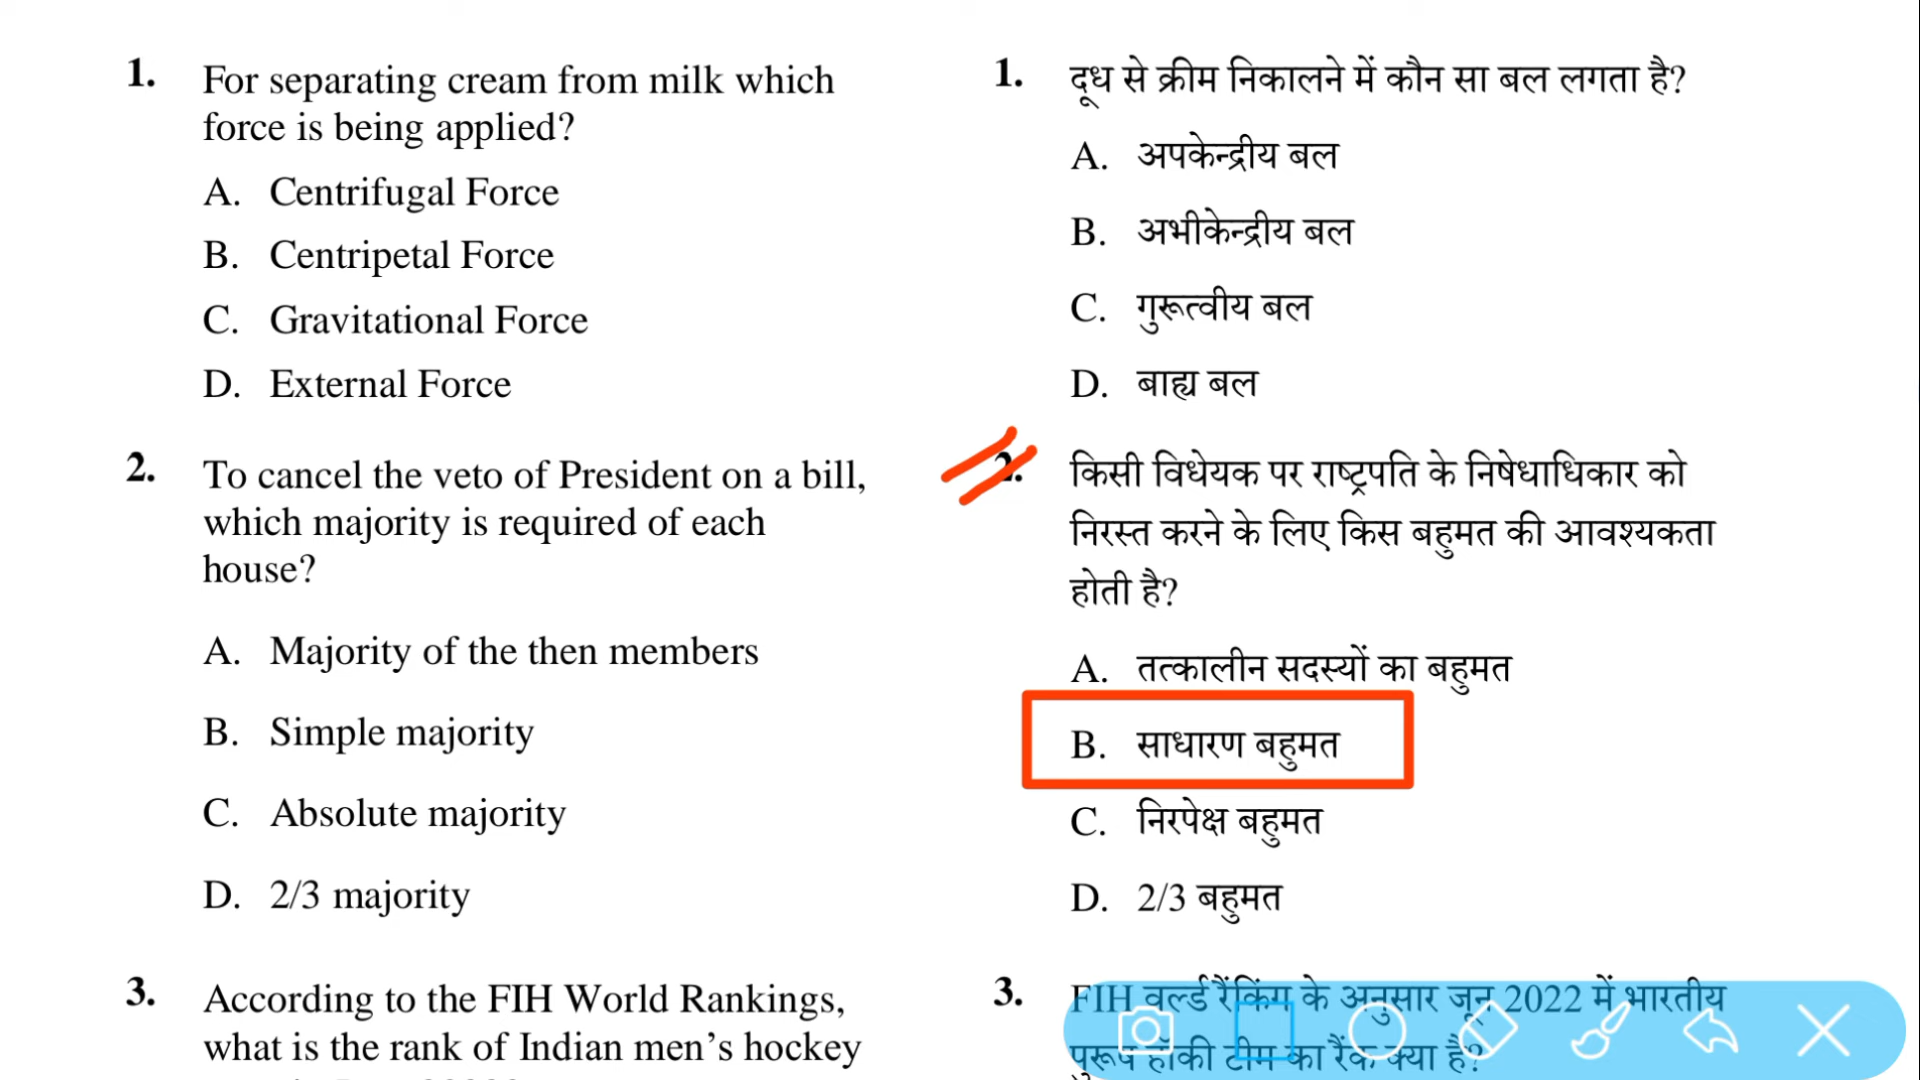 1. For separating cream from milk which
force is being applied?
A. Centrifugal Force
B. Centripetal Force
C. Gravitational Force
D. External Force
2. To cancel the veto of President on a bill,
which majority is required of each
house?
A. Majority of the then members
B. Simple majority
C. Absolute majority
D. 2/3 majority
3. According to the FIH World Rankings,
what is the rank of Indian men’s hockey
1. दूध से क्रीम निकालने में कौन सा बल लगता है?
A. अपकेन्द्रीय बल
B. अभीकेन्द्रीय बल
C. गुरूत्वीय बल
D. बाह्य बल
2. किसी विधेयक पर राष्ट्रपति के निषेधाधिकार को
निरस्त करने के लिए किस बहुमत की आवश्यकता
होती है?
A. तत्कालीन सदस्यों का बहुमत
B. साधारण बहुमत
C. निरपेक्ष बहुमत
D. 2/3 बहुमत
3. FIH वर्ल्ड रैंकिंग के अनुसार जून 2022 में भारतीय
पुरूष हॉकी टीम का रैंक क्या है?